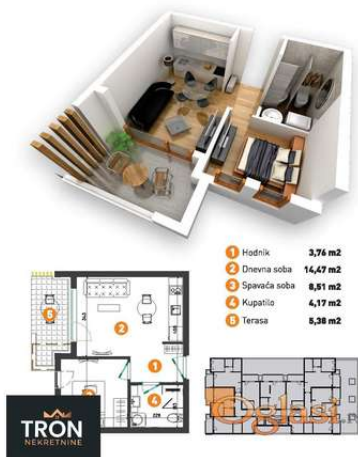 1 Hodnik 3,76 m2
2 Dnevna soba 14,47 m2
3 Spavaća soba 8,51 m2
4 Kupatilo 4,17 m2
5 Terasa 5,38 m2
5
2
1
4
TRON
NEKRETNINE
Oglasi